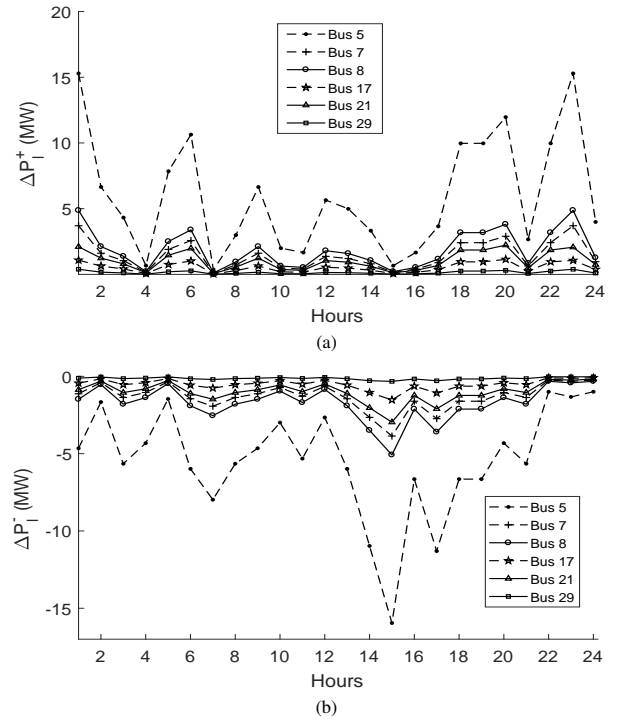 20
15
10
5
ΔP_l^+ (MW)
Bus 5
Bus 7
Bus 8
Bus 17
Bus 21
Bus 29
2 4 6 8 10 12 14 16 18 20 22 24
Hours
(a)
0
-5
-10
-15
ΔP_l^- (MW)
Bus 5
Bus 7
Bus 8
Bus 17
Bus 21
Bus 29
2 4 6 8 10 12 14 16 18 20 22 24
Hours
(b)